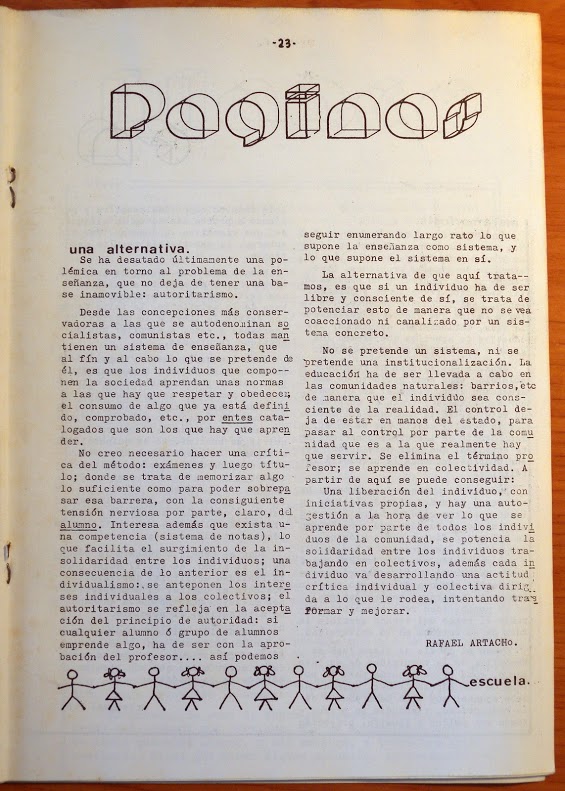 -23-
Paginas
una alternativa.
Se ha desatado últimamente una po-
lémica en torno al problema de la en-
señanza, que no deja de tener una ba-
se inamovible: autoritarismo.
Desde las concepciones más conser-
vadoras a las que se autodenominan so
cialistas, comunistas etc., todas man
tienen un sistema de enseñanza, que
al fín y al cabo lo que se pretende de
él, es que los individuos que compo--
nen la sociedad aprendan unas normas
a las que hay que respetar y obedecer,
el consumo de algo que ya está defini
do, comprobado, etc., por entes cata-
logados que son los que hay que apren
der.
No creo necesario hacer una críti-
ca del método: exámenes y luego títu-
lo; donde se trata de memorizar algo
lo suficiente como para poder sobrepa
sar esa barrera, con la consiguiente
tensión nerviosa por parte, claro, del
alumno. Interesa además que exista u-
na competencia (sistema de notas), lo
que facilita el surgimiento de la in-
solidaridad entre los individuos; una
consecuencia de lo anterior es el in-
dividualismo: se anteponen los intere
ses individuales a los colectivos; el
autoritarismo se refleja en la acepta
ción del principio de autoridad: si
cualquier alumno ó grupo de alumnos
emprende algo, ha de ser con la apro-
bación del profesor.... así podemos
seguir enumerando largo rato lo que
supone la enseñanza como sistema, y
lo que supone el sistema en sí.
La alternativa de que aquí trata--
mos, es que si un individuo ha de ser
libre y consciente de sí, se trata de
potenciar esto de manera que no se vea
coaccionado ni canalizado por un sis-
tema concreto.
No se pretende un sistema, ni se
pretende una institucionalización. La
educación ha de ser llevada a cabo en
las comunidades naturales: barrios,etc
de manera que el individuo sea cons-
ciente de la realidad. El control de-
ja de estar en manos del estado, para
pasar al control por parte de la comu
nidad que es a la que realmente hay
que servir. Se elimina el término pro
fesor; se aprende en colectividad. A
partir de aquí se puede conseguir:
Una liberación del individuo, con
iniciativas propias, y hay una auto-
gestión a la hora de ver lo que se
aprende por parte de todos los indivi
duos de la comunidad, se potencia la
solidaridad entre los individuos tra-
bajando en colectivos, además cada in
dividuo va desarrollando una actitud
crítica individual y colectiva dirigi
da a lo que le rodea, intentando trans
formar y mejorar.
RAFAEL ARTACHO.
escuela.